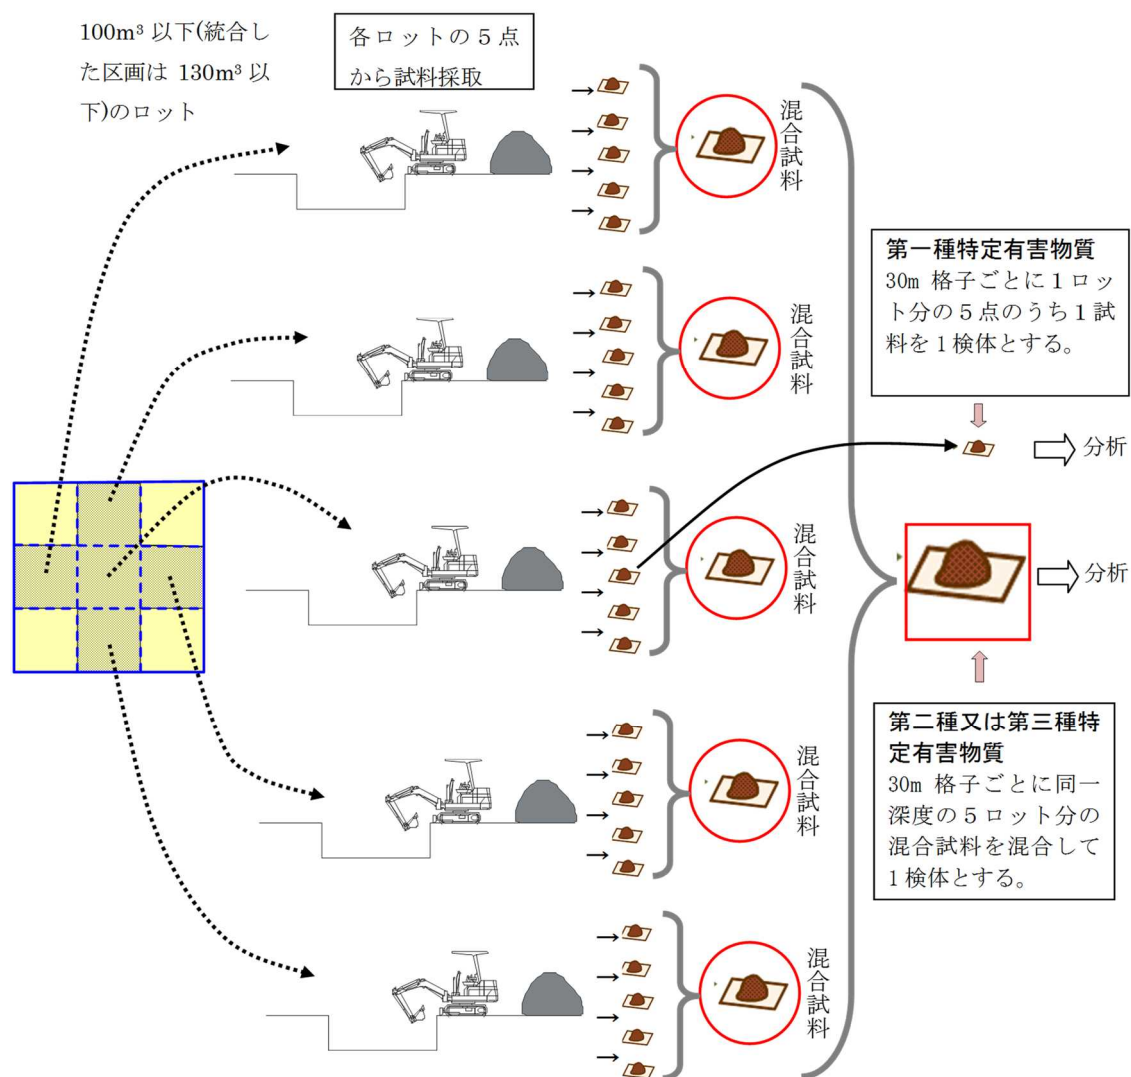 100m³ 以下(統合し
た区画は 130m³ 以
下)のロット
各ロットの5点
から試料採取
混合試料
混合試料
混合試料
混合試料
混合試料
第一種特定有害物質
30m 格子ごとに1ロッ
ト分の5点のうち1試
料を1検体とする。
分析
分析
第二種又は第三種特
定有害物質
30m 格子ごとに同一
深度の5ロット分の
混合試料を混合して
1検体とする。